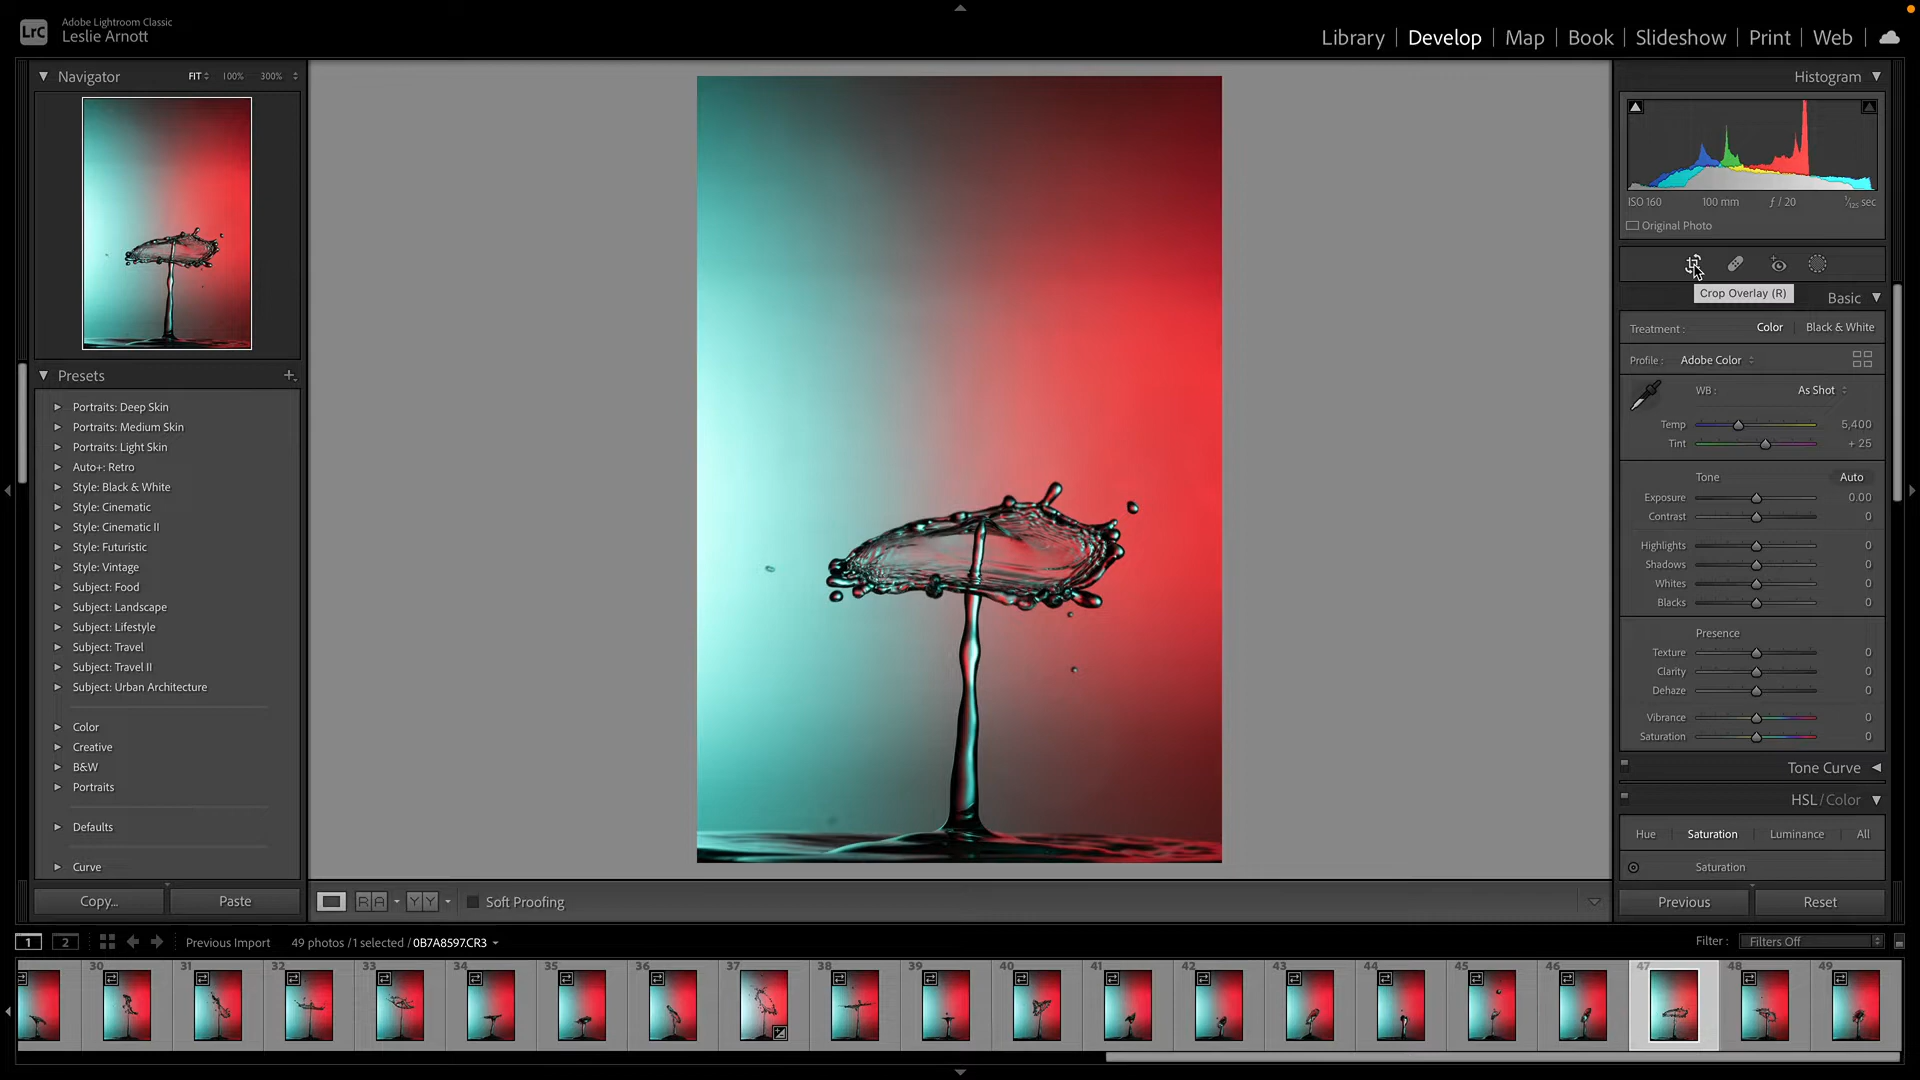 LrC
Adobe Lightroom Classic
Leslie Arnott
Library | Develop | Map | Book | Slideshow | Print | Web
Navigator
FIT
100%
300%
Presets
Portraits: Deep Skin
Portraits: Medium Skin
Portraits: Light Skin
Auto+: Retro
Style: Black & White
Style: Cinematic
Style: Cinematic II
Style: Futuristic
Style: Vintage
Subject: Food
Subject: Landscape
Subject: Lifestyle
Subject: Travel
Subject: Travel II
Subject: Urban Architecture
Color
Creative
B&W
Portraits
Defaults
Curve
Copy...
Paste
R A
Y Y
Soft Proofing
Histogram
ISO 160
100 mm
ƒ / 20
1/125 sec
Original Photo
Crop Overlay (R)
Basic
Treatment :
Color
Black & White
Profile :
Adobe Color
WB :
As Shot
Temp
5,400
Tint
+ 25
Tone
Auto
Exposure
0.00
Contrast
0
Highlights
0
Shadows
0
Whites
0
Blacks
0
Presence
Texture
0
Clarity
0
Dehaze
0
Vibrance
0
Saturation
0
Tone Curve
HSL / Color
Hue
Saturation
Luminance
All
Saturation
Previous
Reset
1
2
Previous Import
49 photos / 1 selected / 0B7A8597.CR3
Filter :
Filters Off
30
31
32
33
34
35
36
37
38
39
40
41
42
43
44
45
46
47
48
49